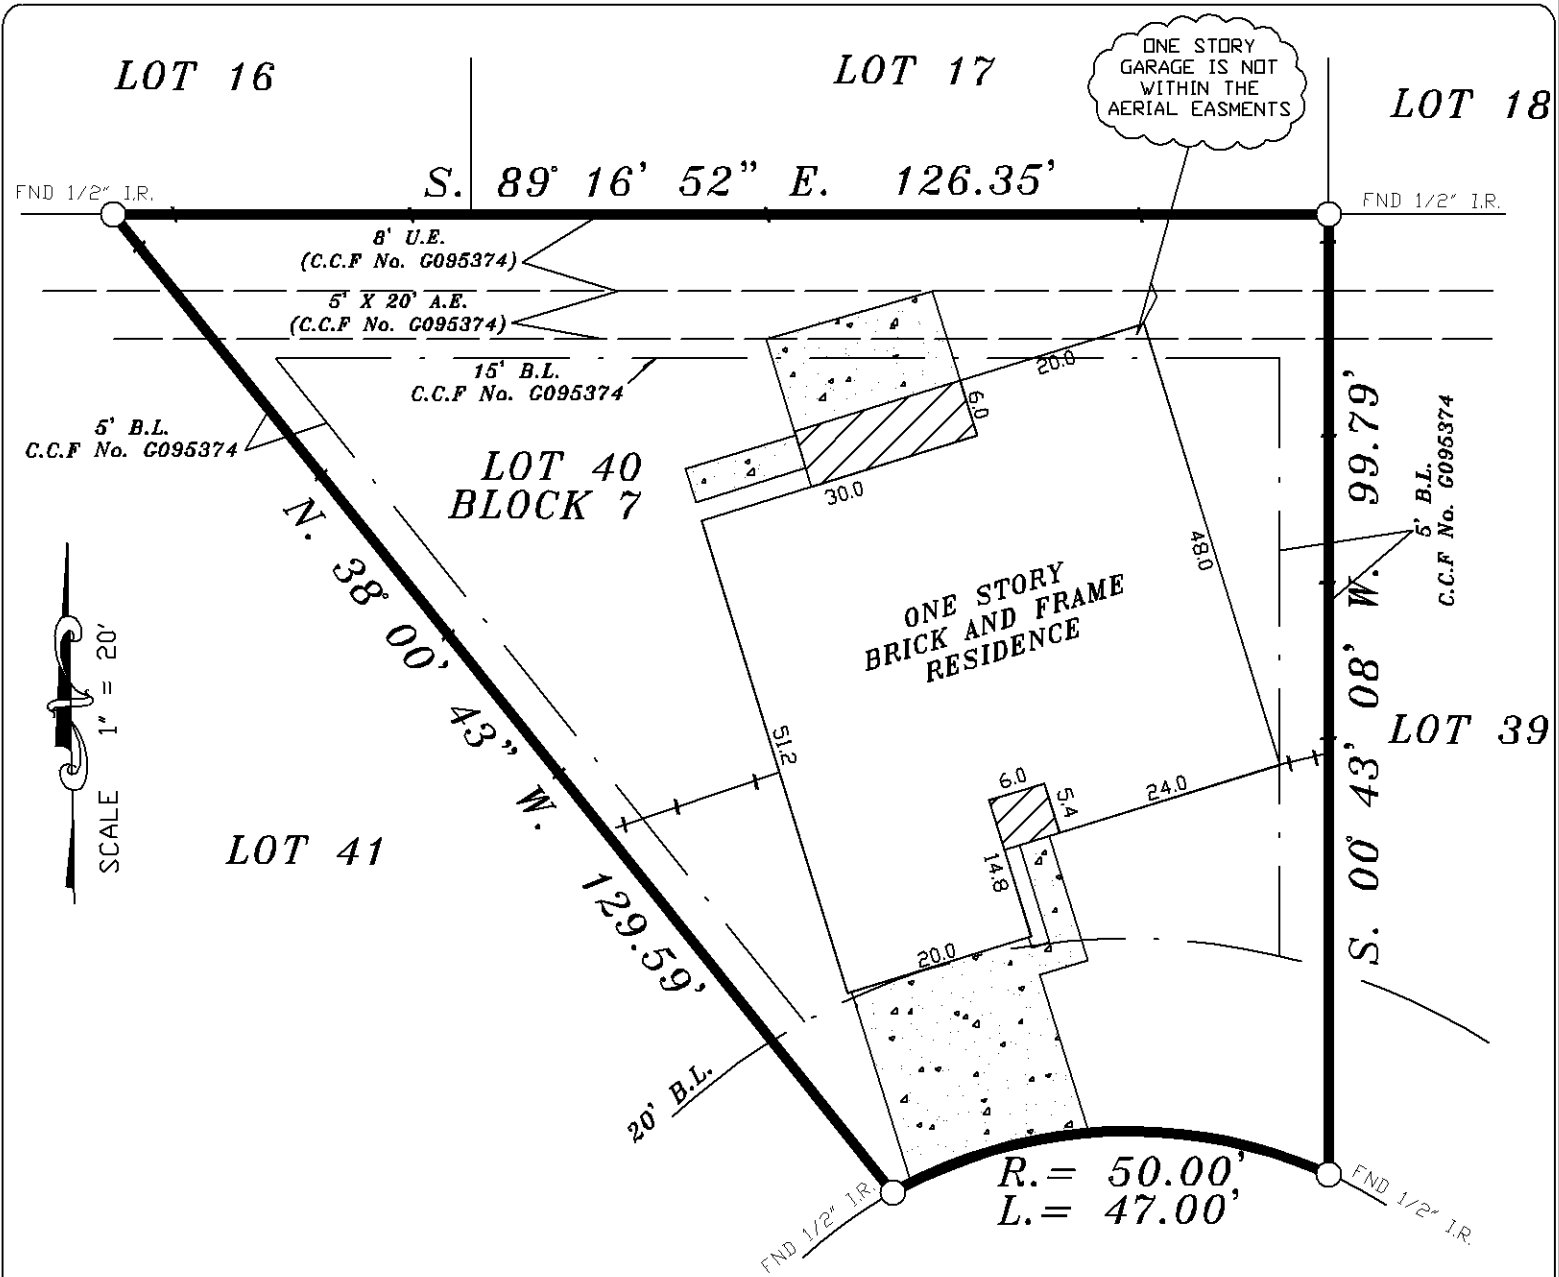 LOT 16
LOT 17
ONE STORY
GARAGE IS NOT
WITHIN THE
AERIAL EASMENTS
LOT 18
S. 89° 16' 52" E. 126.35'
FND 1/2" I.R.
FND 1/2" I.R.
8' U.E.
(C.C.F No. G095374)
5' X 20' A.E.
(C.C.F No. G095374)
15' B.L.
C.C.F No. G095374
5' B.L.
C.C.F No. G095374
20.0
6.0
30.0
LOT 40
BLOCK 7
48.0
S. 00° 43' 08" W. 99.79'
5' B.L.
C.C.F No. G095374
N. 38° 00' 43" W. 129.59'
ONE STORY
BRICK AND FRAME
RESIDENCE
SCALE 1" = 20'
51.2
6.0
5.4
24.0
14.8
20.0
LOT 39
LOT 41
20' B.L.
R.= 50.00'
L.= 47.00'
FND 1/2" I.R.
FND 1/2" I.R.